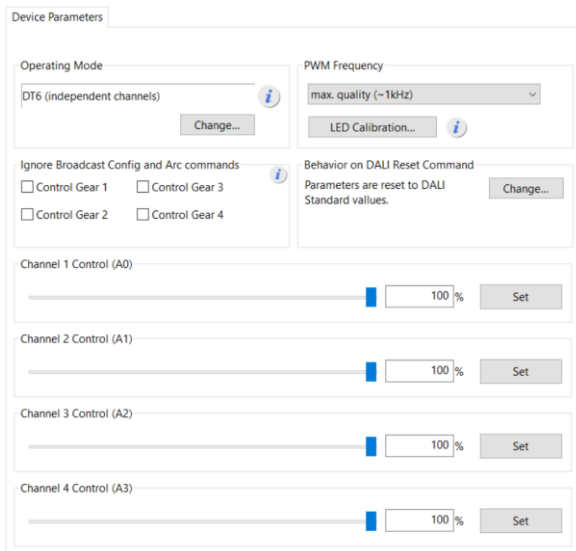 Device Parameters
Operating Mode
DT6 (independent channels)
i
Change...
PWM Frequency
max. quality (~1kHz)
LED Calibration...
i
Ignore Broadcast Config and Arc commands
i
Control Gear 1
Control Gear 3
Control Gear 2
Control Gear 4
Behavior on DALI Reset Command
Parameters are reset to DALI
Standard vallues.
Change...
Channel 1 Control (A0)
100 %
Set
Channel 2 Control (A1)
100 %
Set
Channel 3 Control (A2)
100 %
Set
Channel 4 Control (A3)
100 %
Set